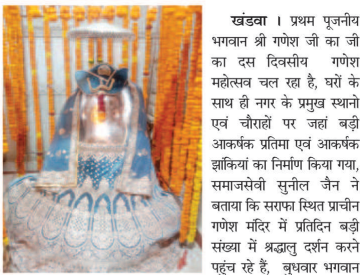 खंडवा । प्रथम पूजनीय
भगवान श्री गणेश जी का जी
का दस दिवसीय गणेश
महोत्सव चल रहा है, घरों के
साथ ही नगर के प्रमुख स्थानो
एवं चौराहों पर जहां बड़ी
आकर्षक प्रतिमा एवं आकर्षक
झांकियां का निर्माण किया गया,
समाजसेवी सुनील जैन ने
बताया कि सराफा स्थित प्राचीन
गणेश मंदिर में प्रतिदिन बड़ी
संख्या में श्रद्धालु दर्शन करने
पहुंच रहे हैं, बुधवार भगवान